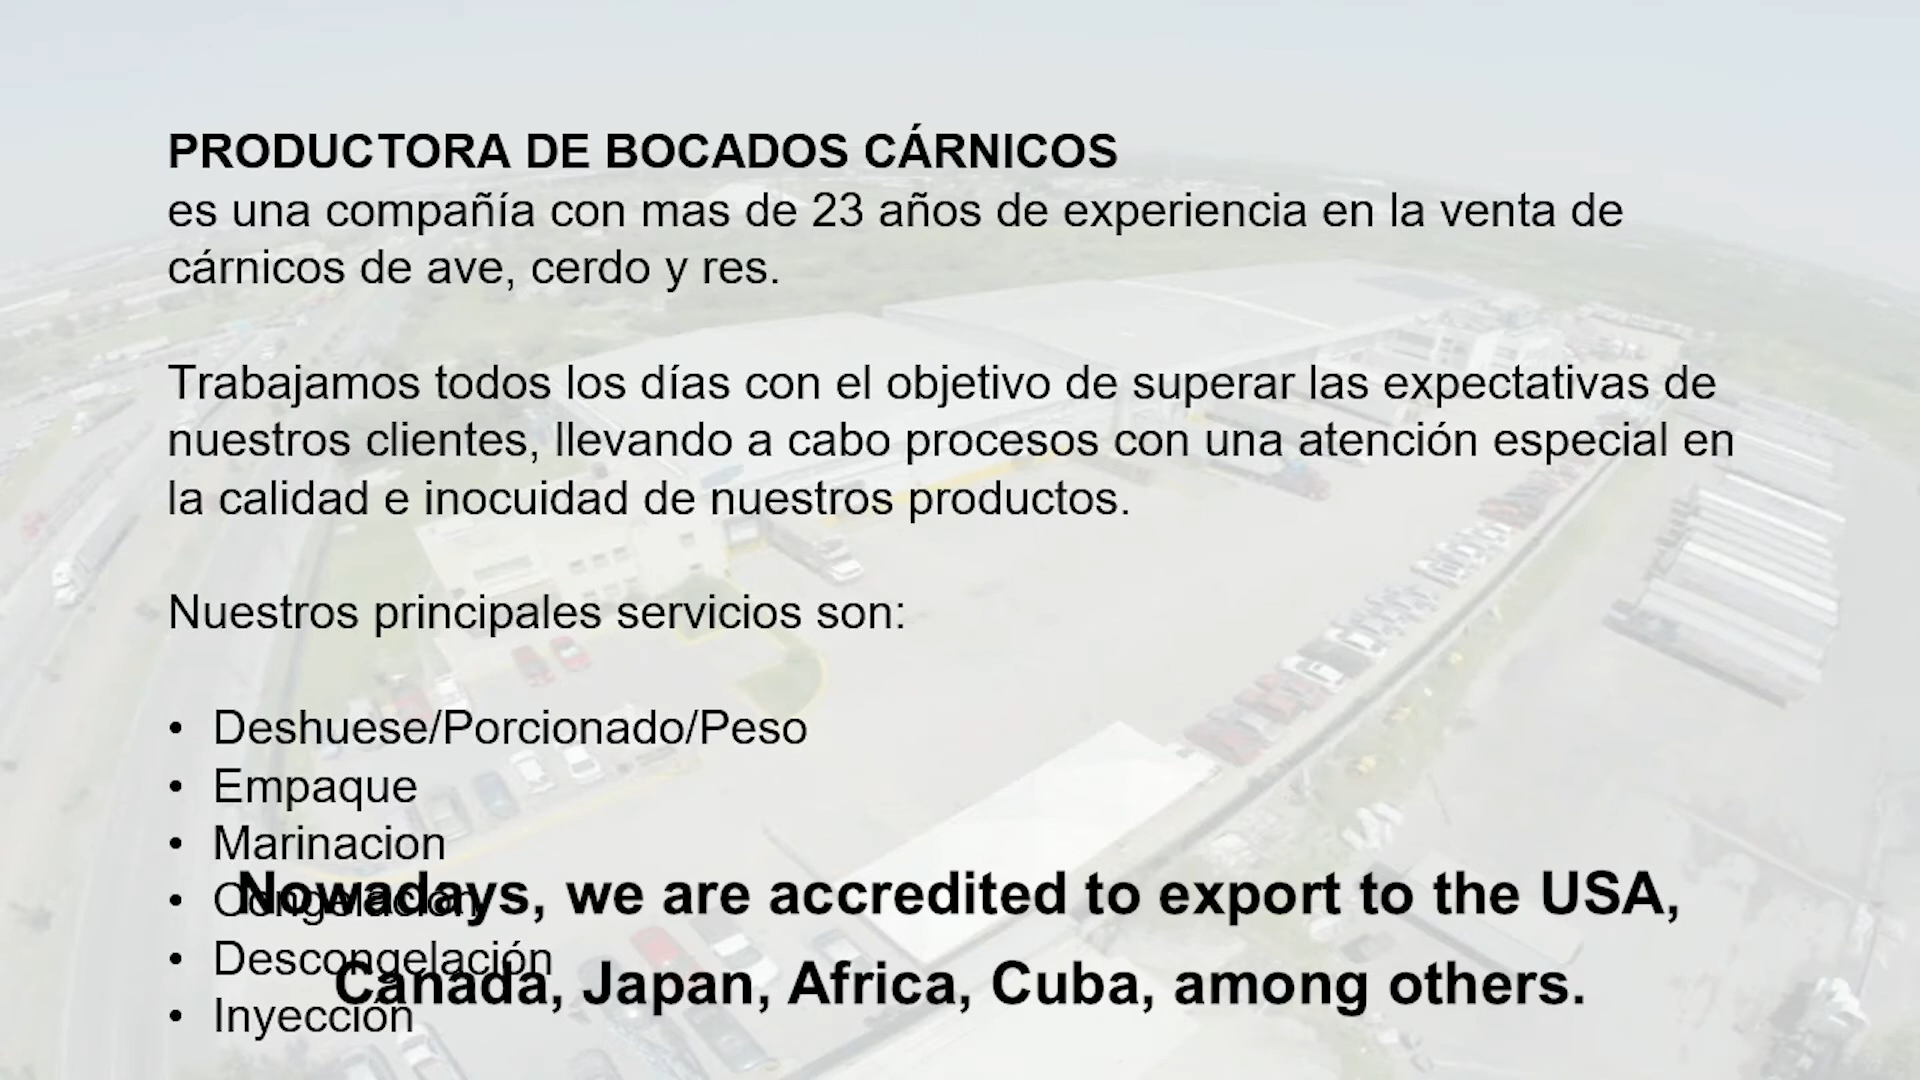 PRODUCTORA DE BOCADOS CÁRNICOS
es una compañía con mas de 23 años de experiencia en la venta de
cárnicos de ave, cerdo y res.
Trabajamos todos los días con el objetivo de superar las expectativas de
nuestros clientes, llevando a cabo procesos con una atención especial en
la calidad e inocuidad de nuestros productos.
Nuestros principales servicios son:
• Deshuese/Porcionado/Peso
• Empaque
• Marinacion
• Congelación
• Descongelación
• Inyección
Nowadays, we are accredited to export to the USA,
Canada, Japan, Africa, Cuba, among others.